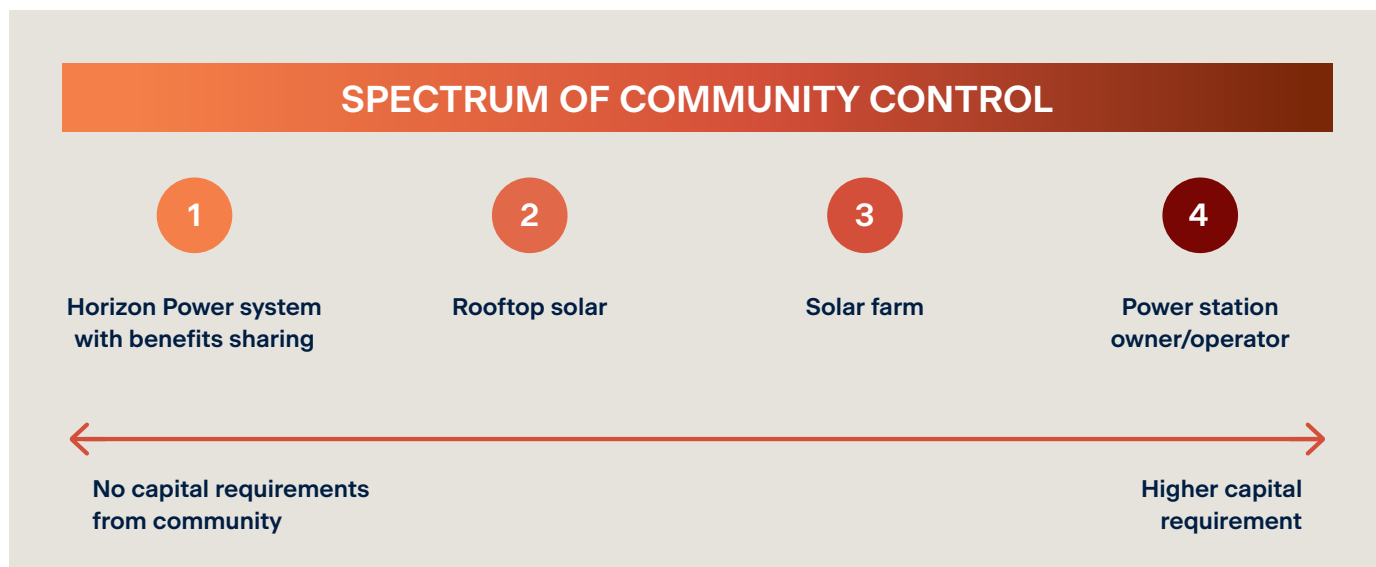 SPECTRUM OF COMMUNITY CONTROL
1
2
3
4
Horizon Power system
with benefits sharing
Rooftop solar
Solar farm
Power station
owner/operator
No capital requirements
from community
Higher capital
requirement